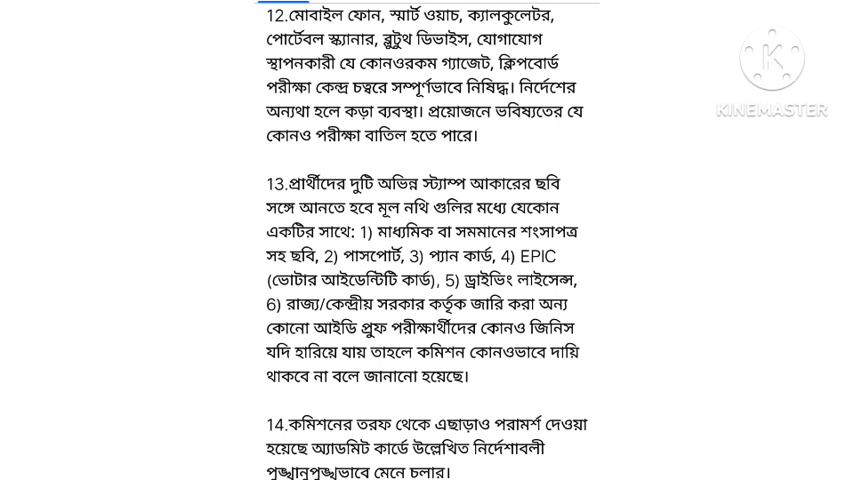 12.মোবাইল ফোন, স্মার্ট ওয়াচ, ক্যালকুলেটর,
পোর্টেবল স্ক্যানার, ব্লুটুথ ডিভাইস, যোগাযোগ
স্থাপনকারী যে কোনওরকম গ্যাজেট, ক্লিপবোর্ড
পরীক্ষা কেন্দ্র চত্বরে সম্পূর্ণভাবে নিষিদ্ধ। নির্দেশের
অন্যথা হলে কড়া ব্যবস্থা। প্রয়োজনে ভবিষ্যতের যে
কোনও পরীক্ষা বাতিল হতে পারে।
13.প্রার্থীদের দুটি অভিন্ন স্ট্যাম্প আকারের ছবি
সঙ্গে আনতে হবে মূল নথি গুলির মধ্যে যেকোন
একটির সাথে: 1) মাধ্যমিক বা সমমানের শংসাপত্র
সহ ছবি, 2) পাসপোর্ট, 3) প্যান কার্ড, 4) EPIC
(ভোটার আইডেন্টিটি কার্ড), 5) ড্রাইভিং লাইসেন্স,
6) রাজ্য/কেন্দ্রীয় সরকার কর্তৃক জারি করা অন্য
কোনো আইডি প্রুফ পরীক্ষার্থীদের কোনও জিনিস
যদি হারিয়ে যায় তাহলে কমিশন কোনওভাবে দায়ি
থাকবে না বলে জানানো হয়েছে।
14.কমিশনের তরফ থেকে এছাড়াও পরামর্শ দেওয়া
হয়েছে অ্যাডমিট কার্ডে উল্লেখিত নির্দেশাবলী
পুঙ্খানুপুঙ্খভাবে মেনে চলার।
K
KINEMASTER